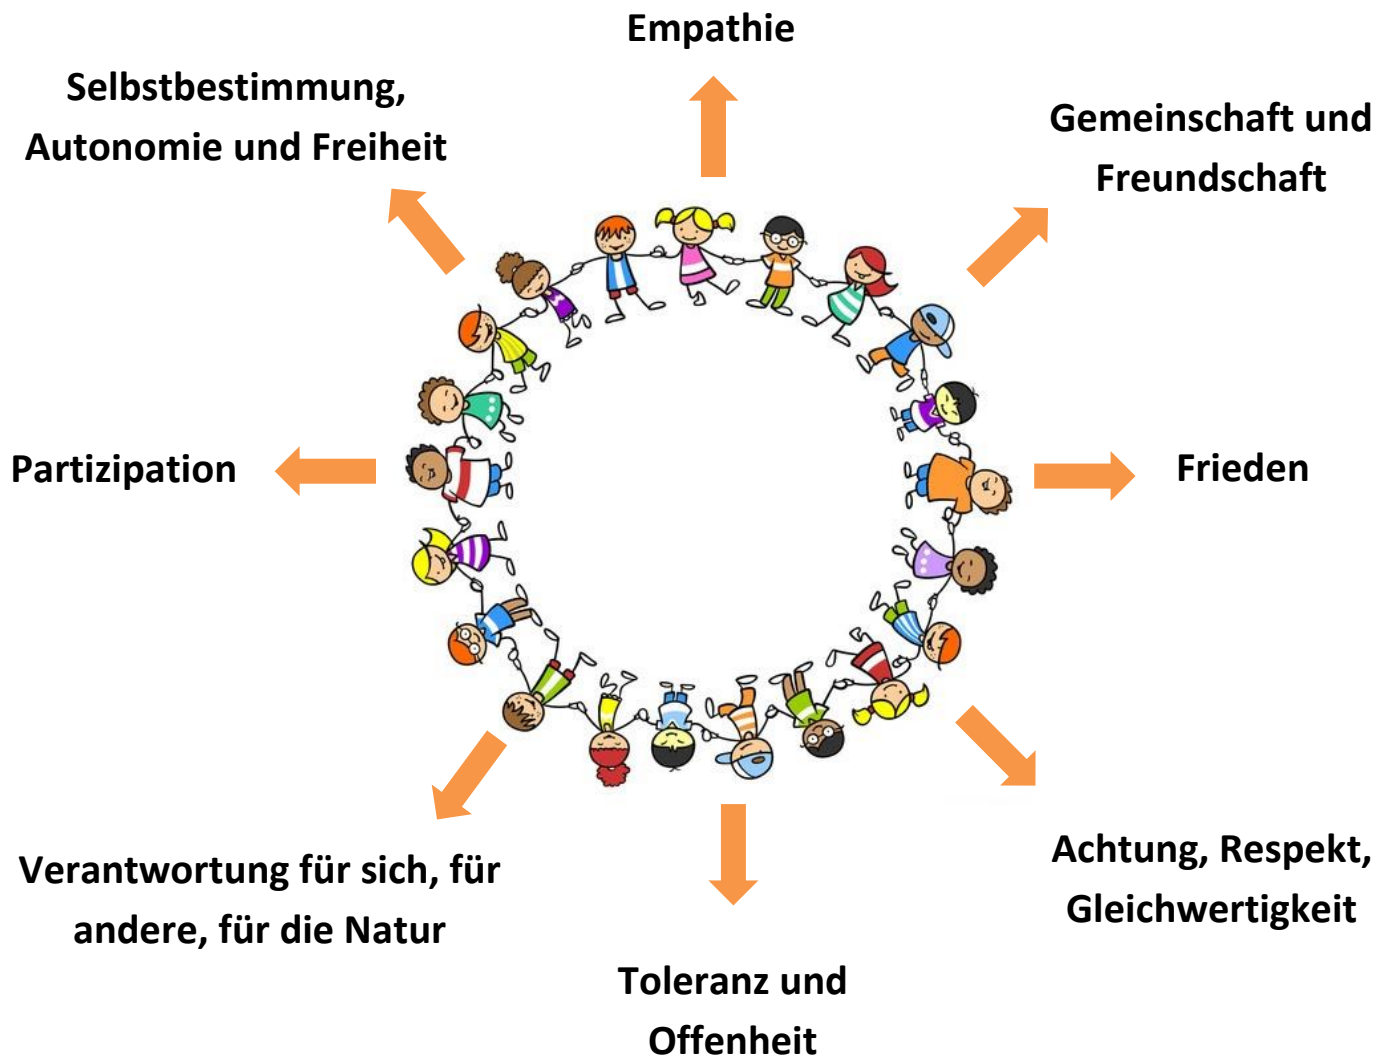 Empathie
Selbstbestimmung,
Autonomie und Freiheit
Gemeinschaft und
Freundschaft
Partizipation
Frieden
Verantwortung für sich, für
andere, für die Natur
Achtung, Respekt,
Gleichwertigkeit
Toleranz und
Offenheit